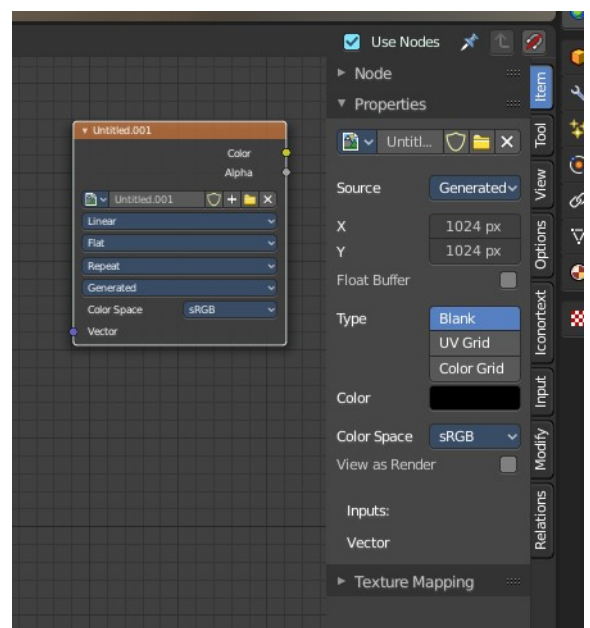 Use Nodes
Node
Properties
Untitl...
Source Generated
X 1024 px
Y 1024 px
Float Buffer
Type Blank
UV Grid
Color Grid
Color
Color Space sRGB
View as Render
Inputs:
Vector
Texture Mapping
Item
Tool
View
Options
Iconortext
Input
Modify
Relations
Untitled.001
Color
Alpha
Untitled.001
Linear
Flat
Repeat
Generated
Color Space sRGB
Vector